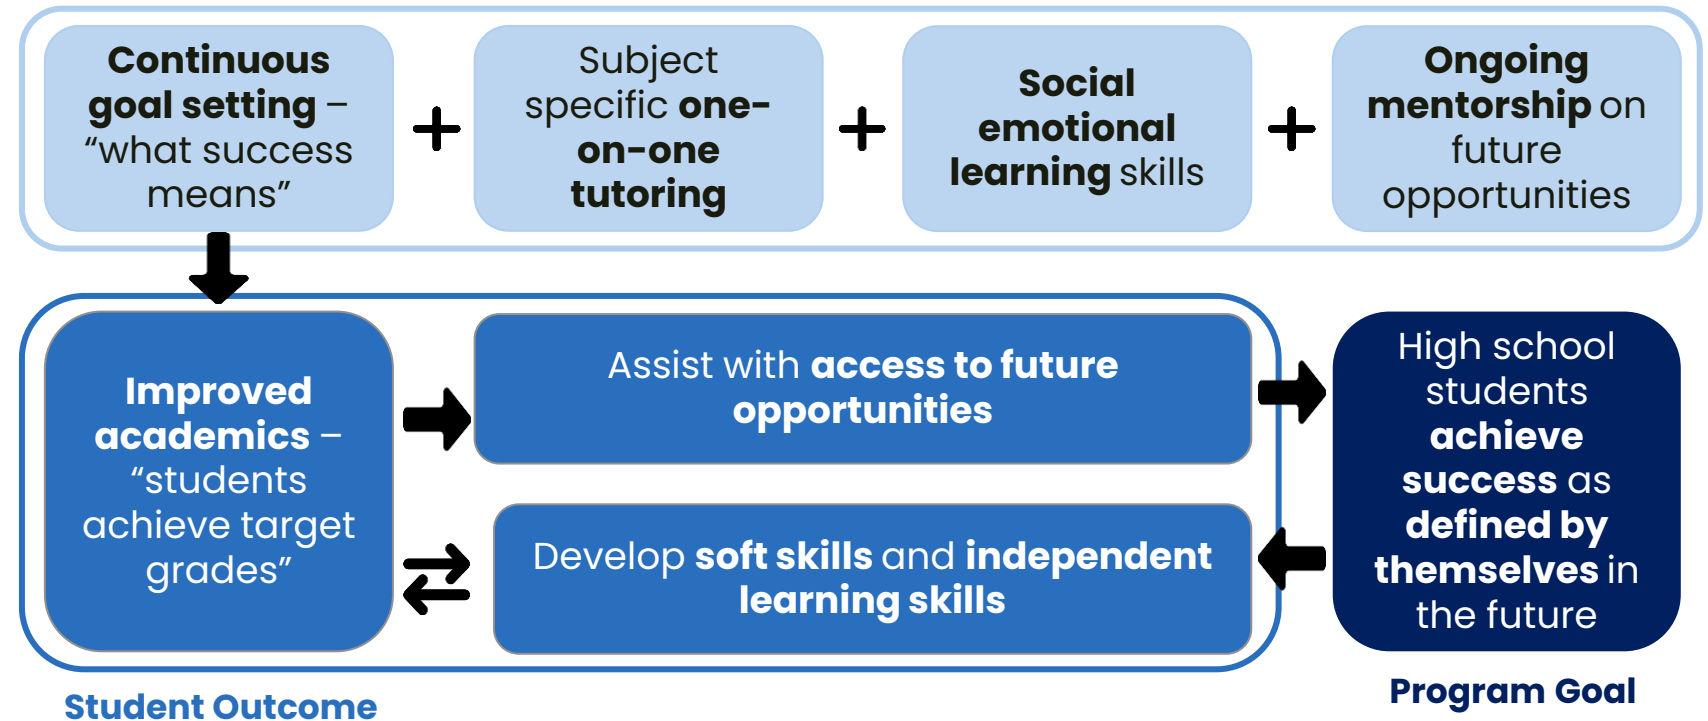 Continuous
goal setting –
“what success
means”
Subject
specific one-
on-one
tutoring
Social
emotional
learning skills
Ongoing
mentorship on
future
opportunities
Improved
academics –
“students
achieve target
grades”
Assist with access to future
opportunities
Develop soft skills and independent
learning skills
High school
students
achieve
success as
defined by
themselves in
the future
Student Outcome
Program Goal